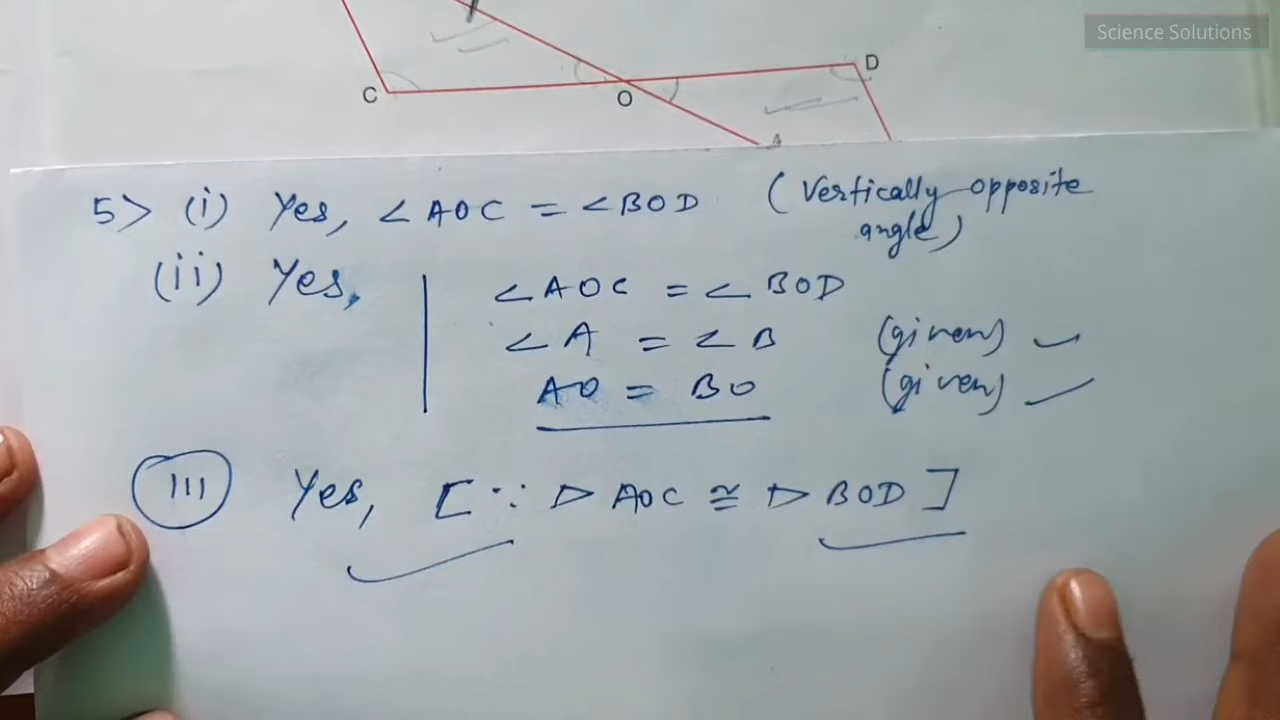 Science Solutions
D
C
O
A
5> (i) Yes, ∠AOC = ∠BOD (Vertically opposite
angle)
(ii) Yes, ∠AOC = ∠BOD
∠A = ∠B (given)
AO = BO (given)
III Yes, [∵ ▷ AOC ≅ ▷ BOD]